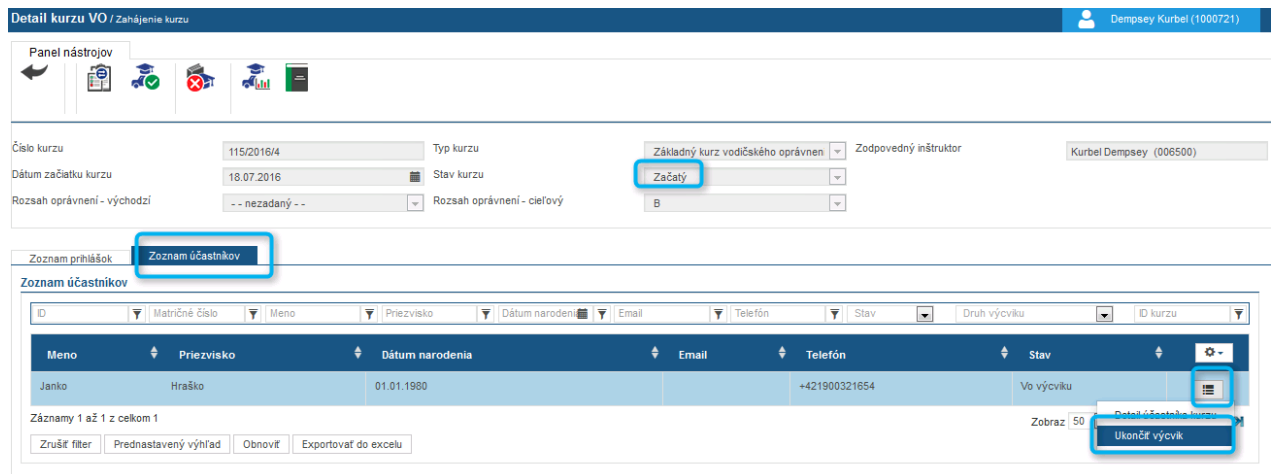 Detail kurzu VO / Zahájenie kurzu
Dempsey Kurbel (1000721)
Panel nástrojov
Číslo kurzu 115/2016/4 Typ kurzu Základný kurz vodičského oprávnen Zodpovedný inštruktor Kurbel Dempsey (006500)
Dátum začiatku kurzu 18.07.2016 Stav kurzu Začatý
Rozsah oprávnení - východzí - - nezadaný - - Rozsah oprávnení - cieľový B
Zoznam prihlášok Zoznam účastníkov
Zoznam účastníkov
ID Matričné číslo Meno Priezvisko Dátum narodenia Email Telefón Stav Druh výcviku ID kurzu
Meno Priezvisko Dátum narodenia Email Telefón Stav
Janko Hraško 01.01.1980 +421900321654 Vo výcviku
Záznamy 1 až 1 z celkom 1 Zobraz 50
Detail účastníka kurzu
Ukončiť výcvik
Zrušiť filter Prednastavený výhľad Obnoviť Exportovať do excelu